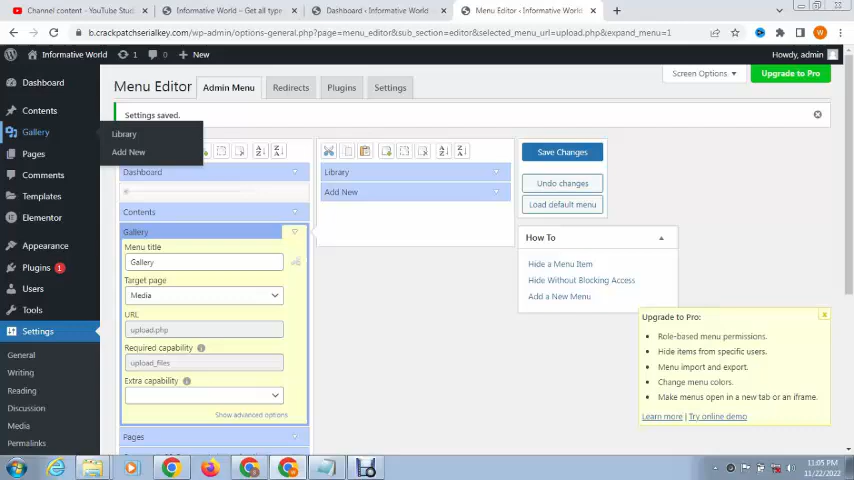 Channel content - YouTube Stud
Informative World – Get all type
Dashboard ‹ Informative World
Menu Editor ‹ Informative World
b.crackpatchserialkey.com/wp-admin/options-general.php?page=menu_editor&sub_section=editor&selected_menu_url=upload.php&expand_menu=1
W
Informative World
1
0
New
Howdy, admin
Dashboard
Contents
Gallery
Pages
Comments
Templates
Elementor
Appearance
Plugins 1
Users
Tools
Settings
General
Writing
Reading
Discussion
Media
Permalinks
Library
Add New
Menu Editor
Admin Menu
Redirects
Plugins
Settings
Screen Options
Upgrade to Pro
Settings saved.
Dashboard
Contents
Gallery
Menu title
Gallery
Target page
Media
URL
upload.php
Required capability
upload_files
Extra capability
Show advanced options
Pages
Library
Add New
Save Changes
Undo changes
Load default menu
How To
Hide a Menu Item
Hide Without Blocking Access
Add a New Menu
Upgrade to Pro:
Role-based menu permissions.
Hide items from specific users.
Menu import and export.
Change menu colors.
Make menus open in a new tab or an iframe.
Learn more | Try online demo
11:05 PM
11/22/2022